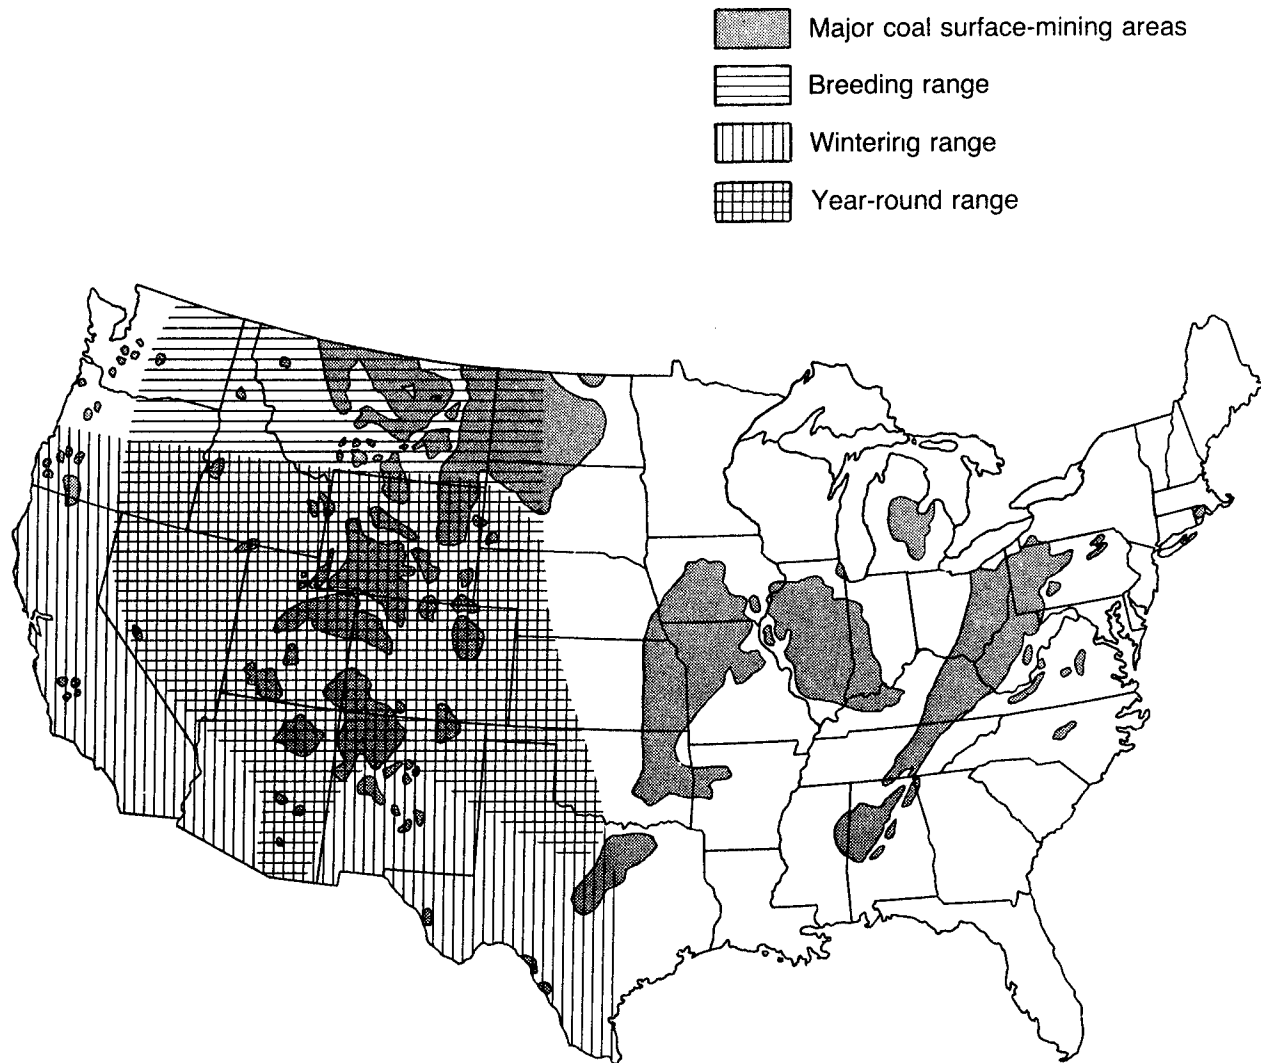 Major coal surface-mining areas
Breeding range
Wintering range
Year-round range